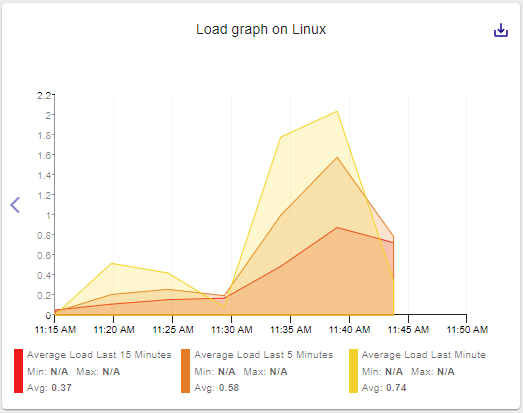 Load graph on Linux
2.2
2
1.8
1.6
1.4
1.2
1
0.8
0.6
0.4
0.2
0
11:15 AM 11:20 AM 11:25 AM 11:30 AM 11:35 AM 11:40 AM 11:45 AM 11:50 AM
Average Load Last 15 Minutes
Min: N/A Max: N/A
Avg: 0.37
Average Load Last 5 Minutes
Min: N/A Max: N/A
Avg: 0.58
Average Load Last Minute
Min: N/A Max: N/A
Avg: 0.74